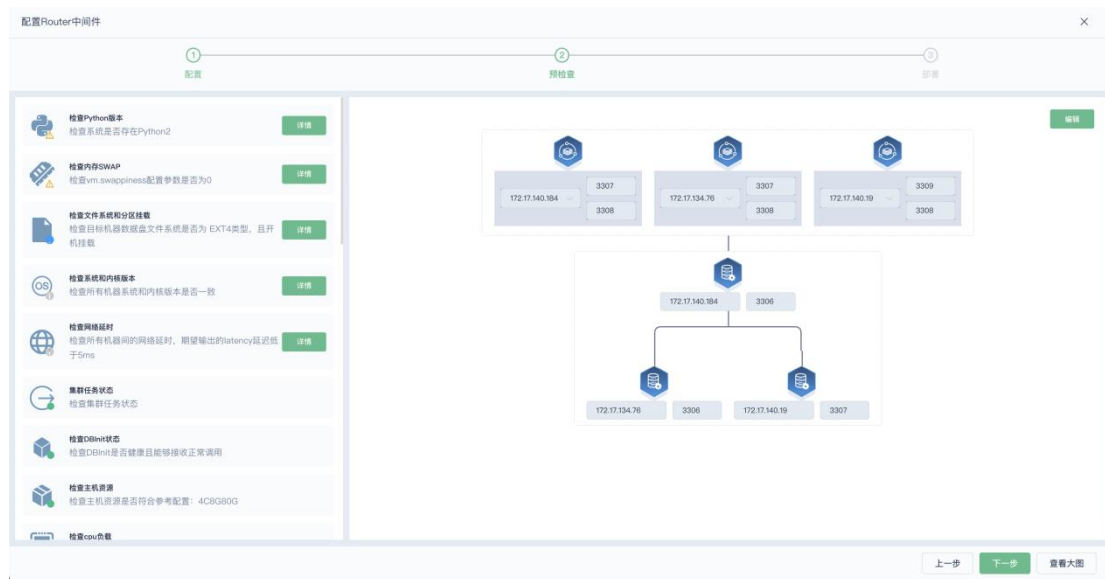 配置Router中间件
1
2
3
配置
预检查
部署
检查Python版本
检查系统是否存在Python2
详情
检查内存SWAP
检查vm.swappiness配置参数是否为0
详情
检查文件系统和分区挂载
检查目标机器数据盘文件系统是否为 EXT4类型，且开
机挂载
详情
检查系统和内核版本
检查所有机器系统和内核版本是否一致
详情
OS
检查网络延时
检查所有机器间的网络延时，期望输出的latency延迟低
于5ms
详情
集群任务状态
检查集群任务状态
检查DBInit状态
检查DBInit是否健康且能够接收正常调用
检查主机资源
检查主机资源是否符合参考配置：4C8G80G
检查cpu负载
编辑
172.17.140.184
3307
3308
172.17.134.76
3307
3308
172.17.140.19
3309
3308
172.17.140.184
3306
172.17.134.76
3306
172.17.140.19
3307
上一步
下一步
查看大图